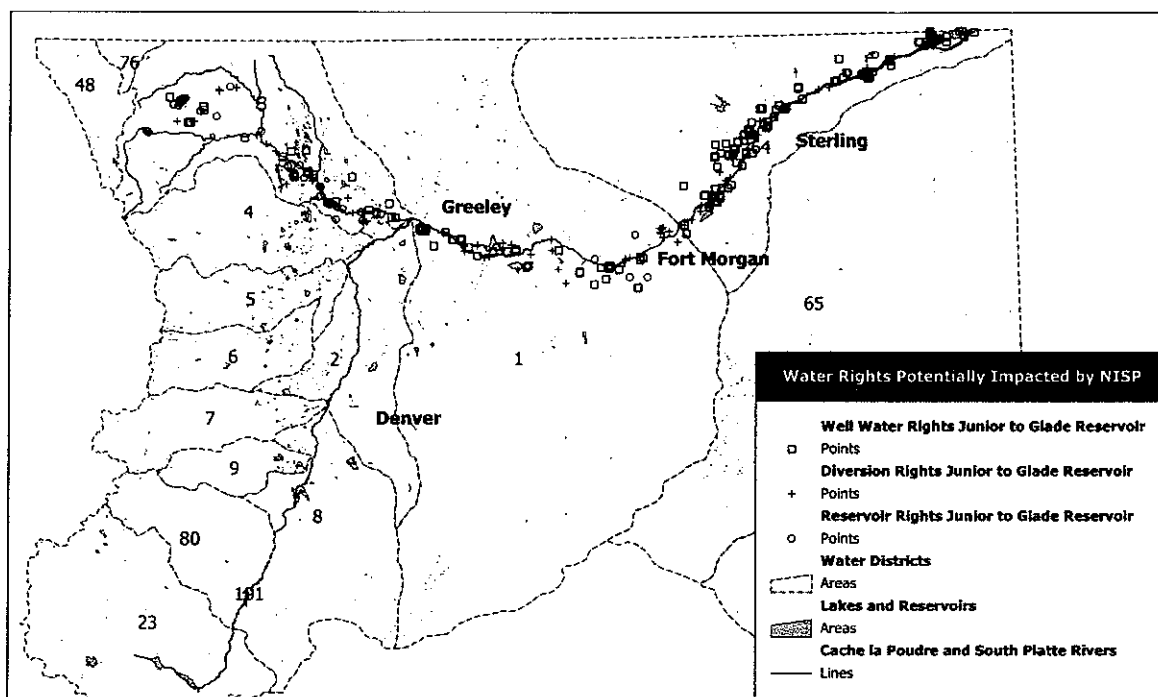 76
48
64
Sterling
4
Greeley
Fort Morgan
5
65
6
2
1
7
Denver
9
8
80
23
Water Rights Potentially Impacted by NISP
Well Water Rights Junior to Glade Reservoir
Points
Diversion Rights Junior to Glade Reservoir
Points
Reservoir Rights Junior to Glade Reservoir
Points
Water Districts
Areas
Lakes and Reservoirs
Areas
Cache la Poudre and South Platte Rivers
Lines